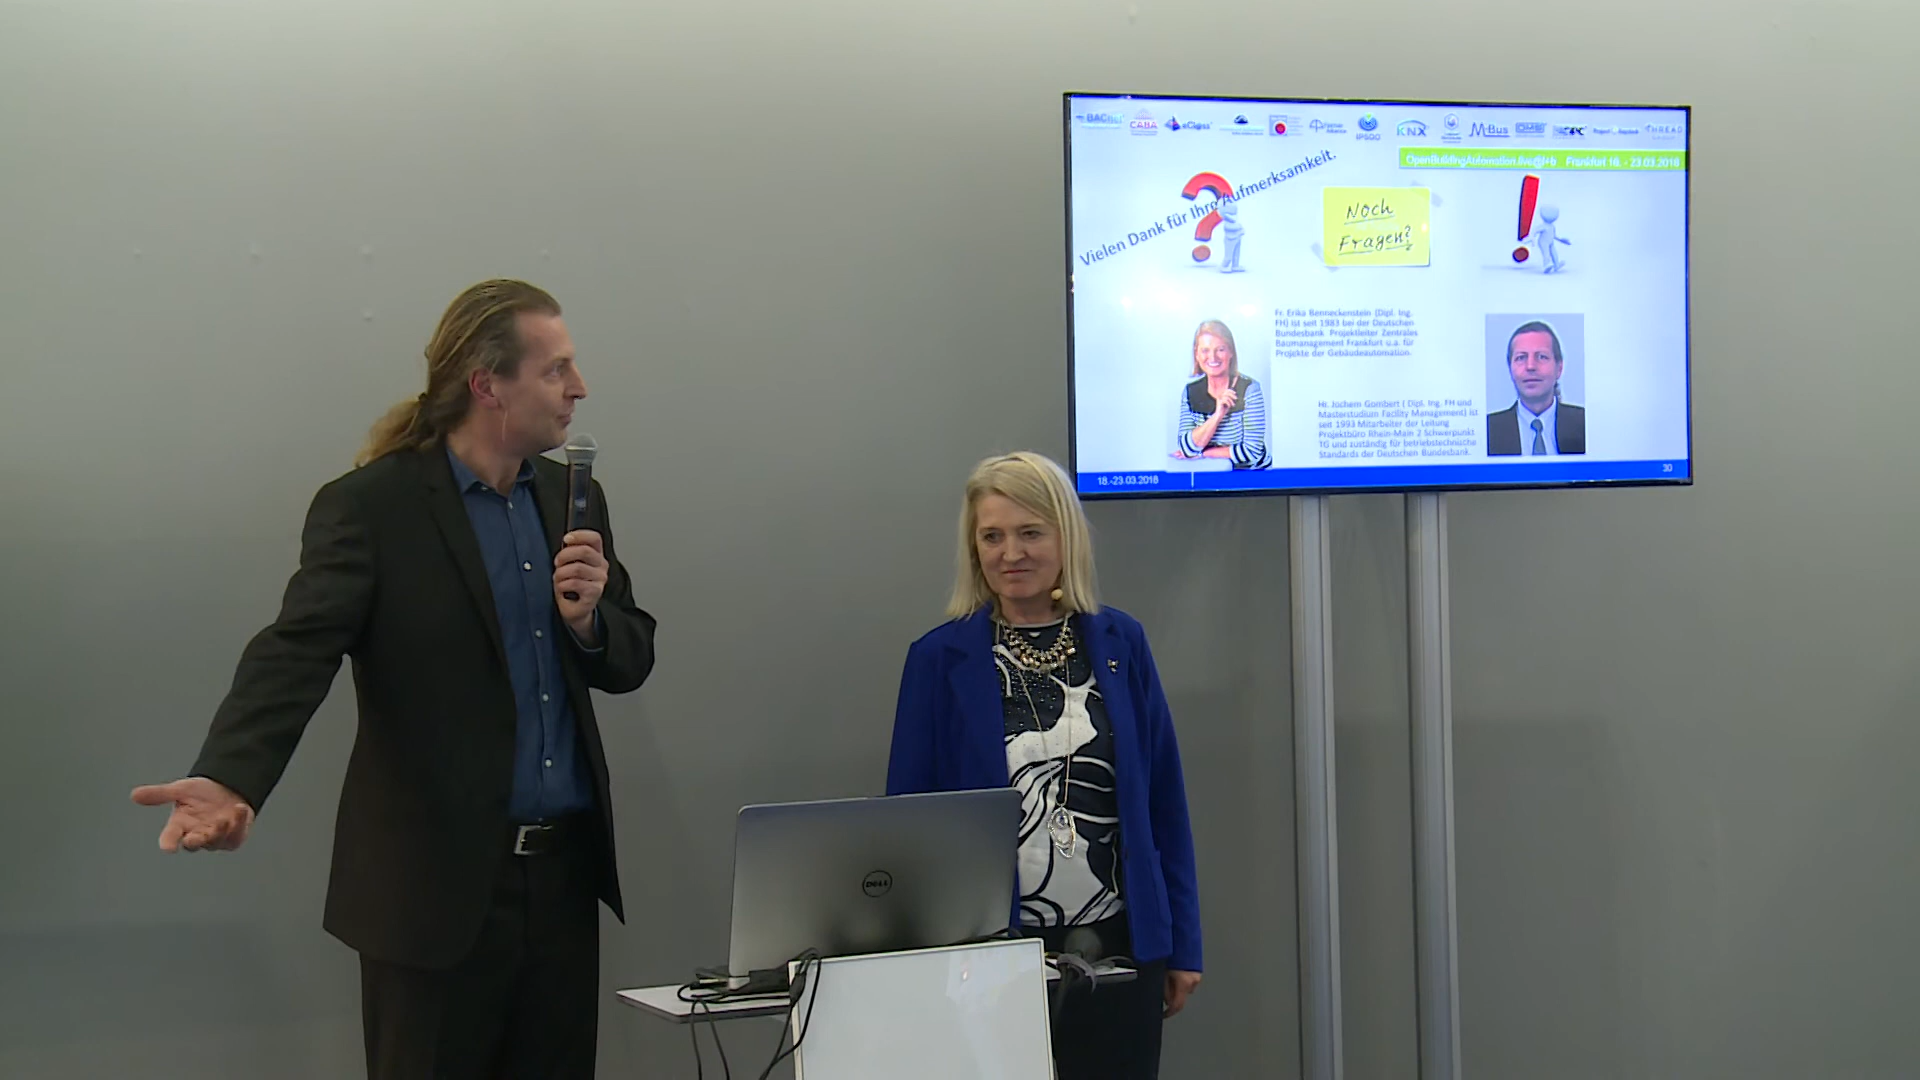 BACnet
CABA
eCl@ss
IPSOO
KNX
M-Bus
THREAD
OpenBuildingAutomation.live@l+b Frankfurt 18. - 23.03.2018
Vielen Dank für Ihre Aufmerksamkeit.
Noch
Fragen?
Fr. Erika Benneckenstein (Dipl. Ing.
FH) ist seit 1983 bei der Deutschen
Bundesbank Projektleiter Zentrales
Baumanagement Frankfurt u.a. für
Projekte der Gebäudeautomation.
Hr. Jochem Gombert ( Dipl. Ing. FH und
Masterstudium Facility Management) ist
seit 1993 Mitarbeiter der Leitung
Projektbüro Rhein-Main 2 Schwerpunkt
TG und zuständig für betriebstechnische
Standards der Deutschen Bundesbank.
18.-23.03.2018
30
DELL